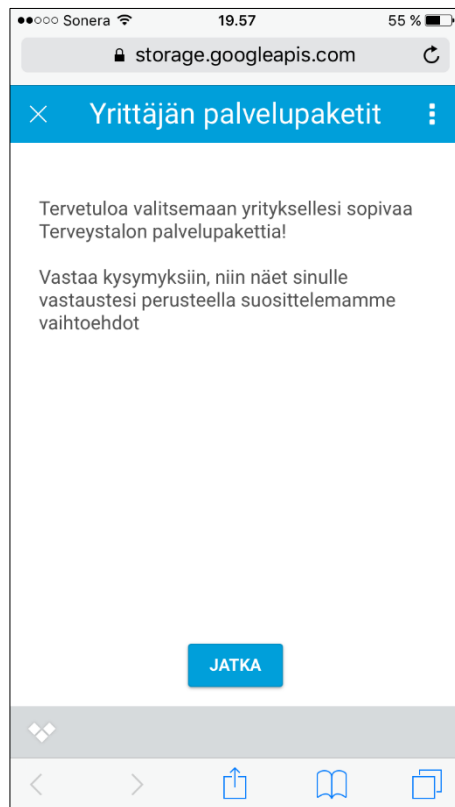 Sonera 19.57 55 %
storage.googleapis.com
Yrittäjän palvelupaketit
Tervetuloa valitsemaan yrityksellesi sopivaa
Terveystalon palvelupakettia!
Vastaa kysymyksiin, niin näet sinulle
vastaustesi perusteella suosittelemamme
vaihtoehdot
JATKA